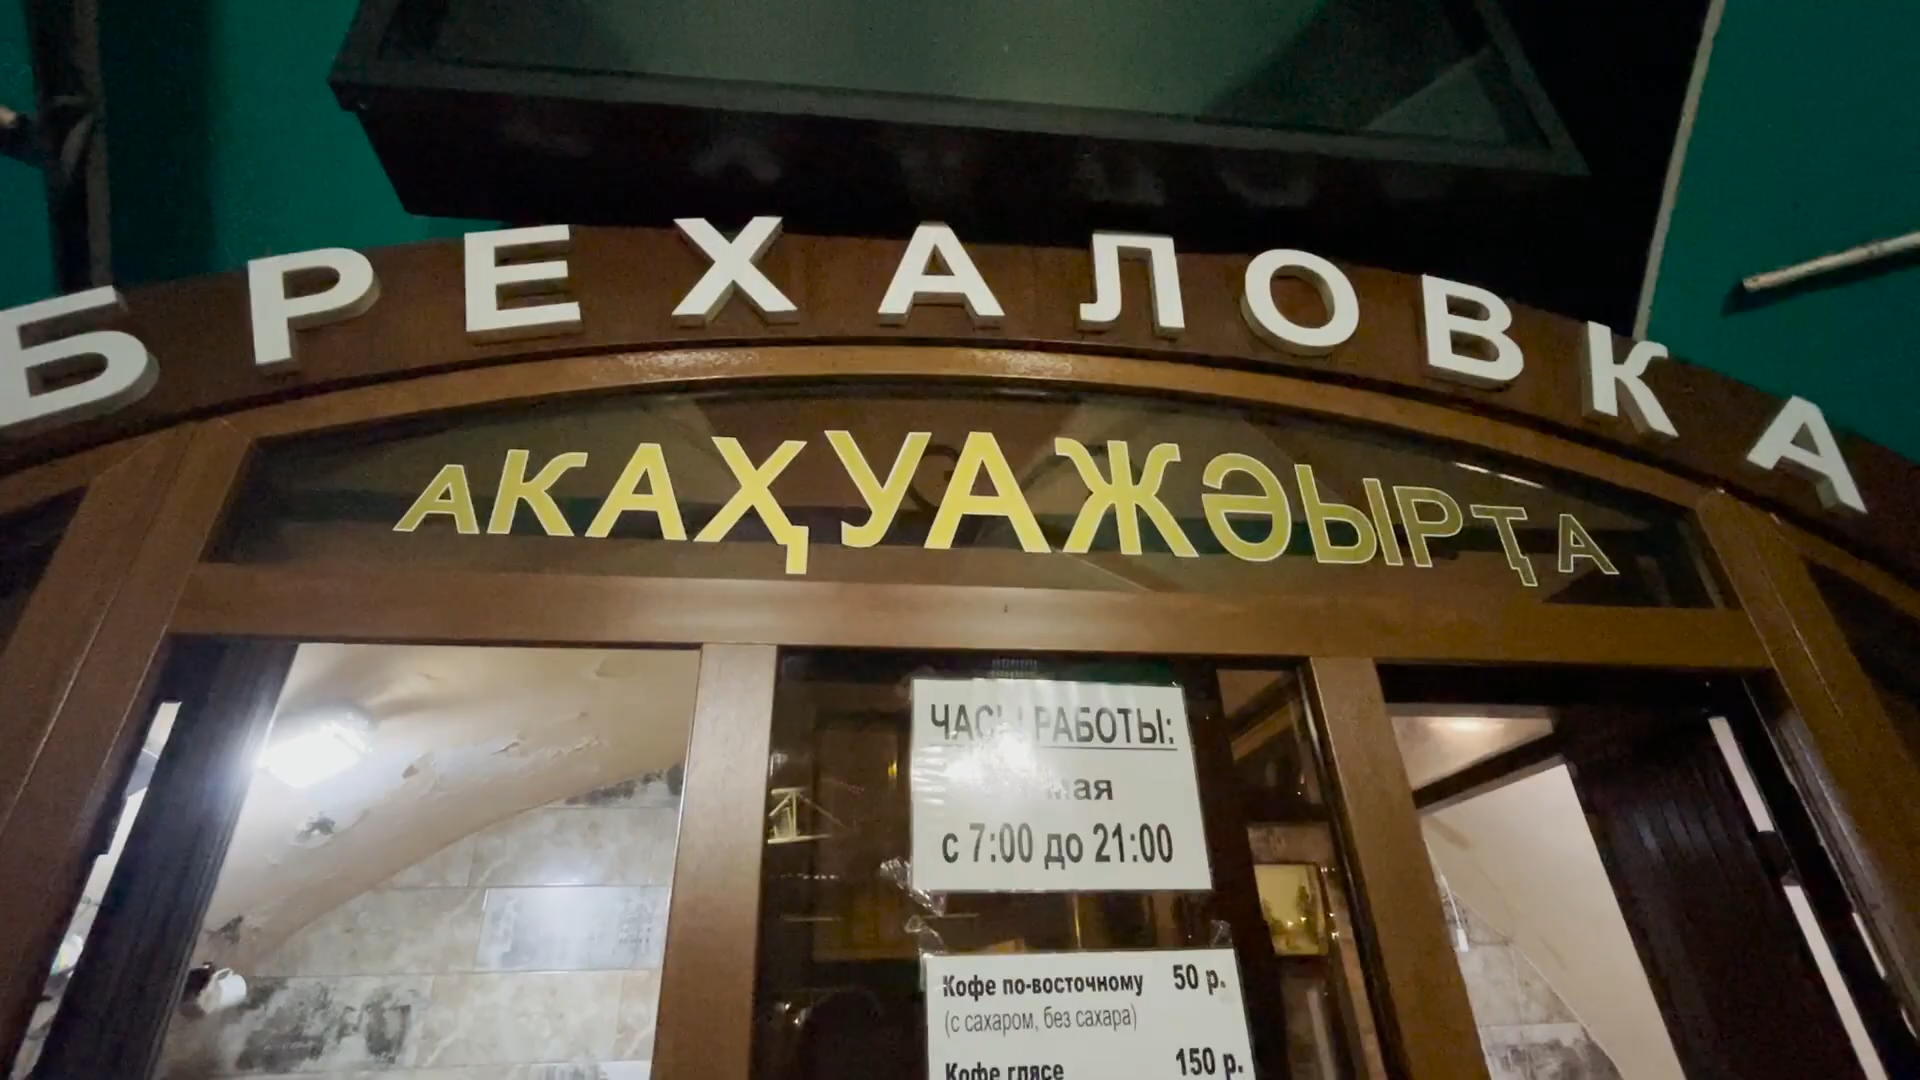 БРЕХАЛОВКА
АКАҲУАЖӘЫРҬА
ЧАСЫ РАБОТЫ:
мая
с 7:00 до 21:00
Кофе по-восточному 50 р.
(с сахаром, без сахара)
Кофе глясе 150 р.